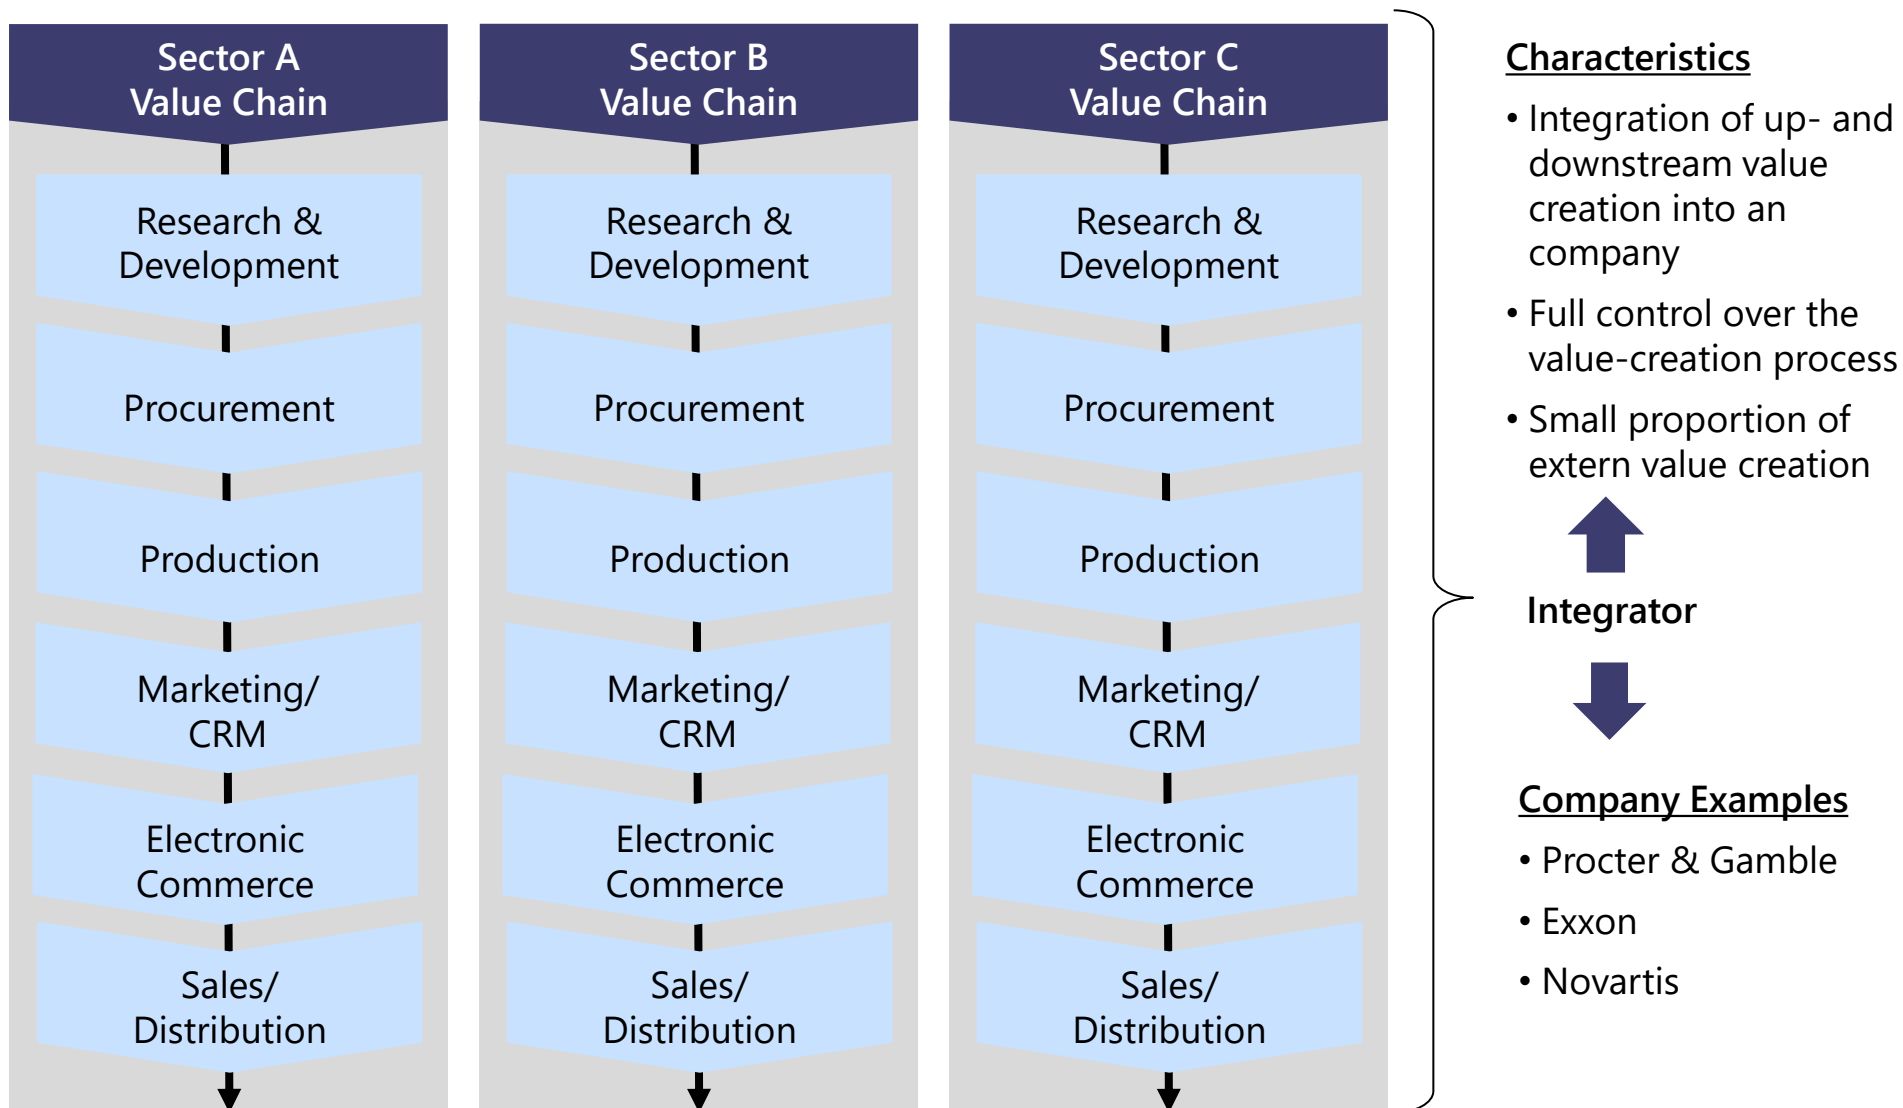 Sector A
Value Chain
Research &
Development
Procurement
Production
Marketing/
CRM
Electronic
Commerce
Sales/
Distribution
Sector B
Value Chain
Research &
Development
Procurement
Production
Marketing/
CRM
Electronic
Commerce
Sales/
Distribution
Sector C
Value Chain
Research &
Development
Procurement
Production
Marketing/
CRM
Electronic
Commerce
Sales/
Distribution
Characteristics
• Integration of up- and
downstream value
creation into an
company
• Full control over the
value-creation process
• Small proportion of
extern value creation
Integrator
Company Examples
• Procter & Gamble
• Exxon
• Novartis